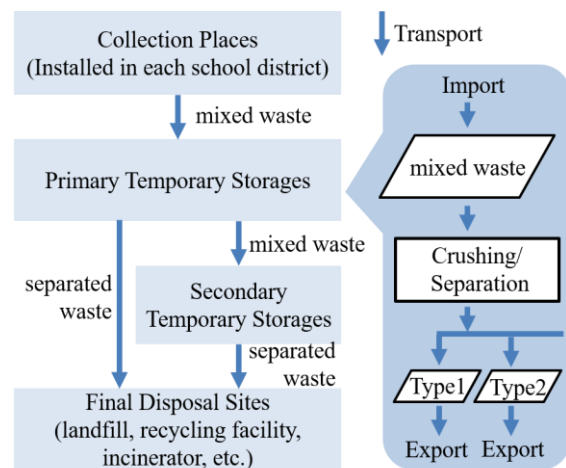 Collection Places
(Installed in each school district)
Transport
mixed waste
Primary Temporary Storages
mixed waste
separated
waste
Secondary
Temporary Storages
separated
waste
Final Disposal Sites
(landfill, recycling facility,
incinerator, etc.)
Import
mixed waste
Crushing/
Separation
Type1
Type2
Export
Export